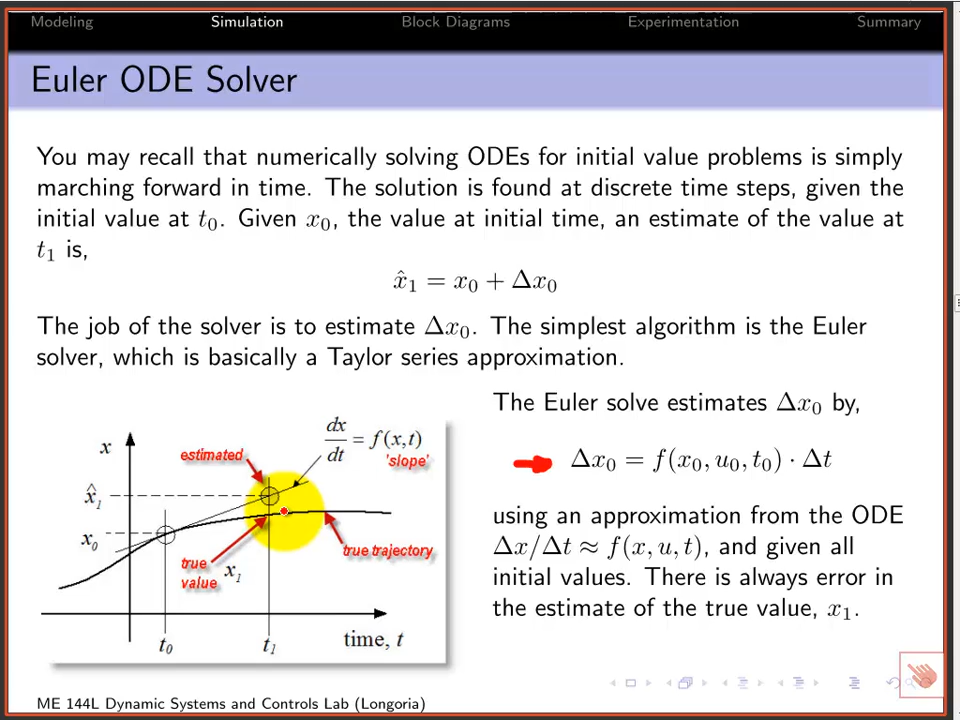 Modeling Simulation Block Diagrams Experimentation Summary
Euler ODE Solver
You may recall that numerically solving ODEs for initial value problems is simply
marching forward in time. The solution is found at discrete time steps, given the
initial value at t₀. Given x₀, the value at initial time, an estimate of the value at
t₁ is,
x̂₁ = x₀ + Δx₀
The job of the solver is to estimate Δx₀. The simplest algorithm is the Euler
solver, which is basically a Taylor series approximation.
x
estimated
dx/dt = f(x,t)
'slope'
x̂₁
x₀
true
value
x₁
true trajectory
t₀
t₁
time, t
The Euler solve estimates Δx₀ by,
Δx₀ = f(x₀, u₀, t₀) · Δt
using an approximation from the ODE
Δx/Δt ≈ f(x, u, t), and given all
initial values. There is always error in
the estimate of the true value, x₁.
ME 144L Dynamic Systems and Controls Lab (Longoria)